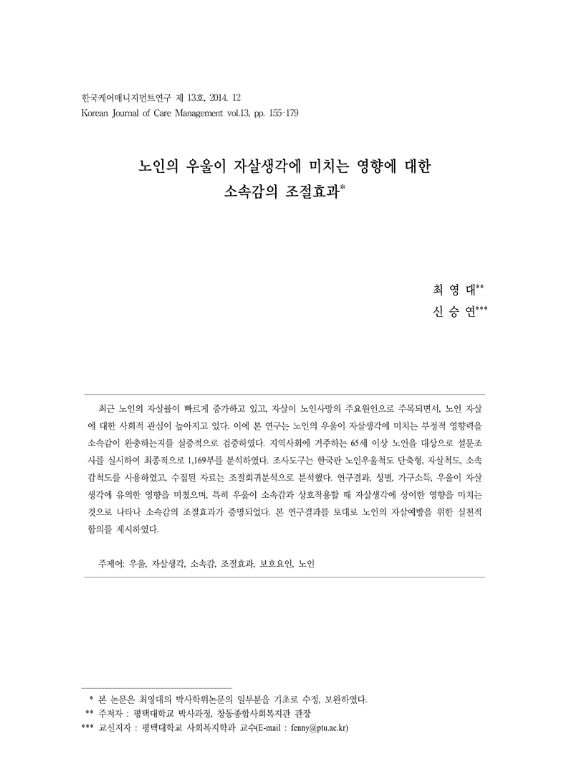 한국케어매니지먼트연구 제 13호, 2014. 12
Korean Journal of Care Management vol.13, pp. 155-179
노인의 우울이 자살생각에 미치는 영향에 대한
소속감의 조절효과*
최 영 대**
신 승 연***
최근 노인의 자살률이 빠르게 증가하고 있고, 자살이 노인사망의 주요원인으로 주목되면서, 노인 자살
에 대한 사회적 관심이 높아지고 있다. 이에 본 연구는 노인의 우울이 자살생각에 미치는 부정적 영향력을
소속감이 완충하는지를 실증적으로 검증하였다. 지역사회에 거주하는 65세 이상 노인을 대상으로 설문조
사를 실시하여 최종적으로 1,169부를 분석하였다. 조사도구는 한국판 노인우울척도 단축형, 자살척도, 소속
감척도를 사용하였고, 수집된 자료는 조절회귀분석으로 분석했다. 연구결과, 성별, 가구소득, 우울이 자살
생각에 유의한 영향을 미쳤으며, 특히 우울이 소속감과 상호작용할 때 자살생각에 상이한 영향을 미치는
것으로 나타나 소속감의 조절효과가 증명되었다. 본 연구결과를 토대로 노인의 자살예방을 위한 실천적
함의를 제시하였다.
주제어: 우울, 자살생각, 소속감, 조절효과, 보호요인, 노인
* 본 논문은 최영대의 박사학위논문의 일부분을 기초로 수정, 보완하였다.
** 주저자 : 평택대학교 박사과정, 창동종합사회복지관 관장
*** 교신저자 : 평택대학교 사회복지학과 교수(E-mail : fenny@ptu.ac.kr)